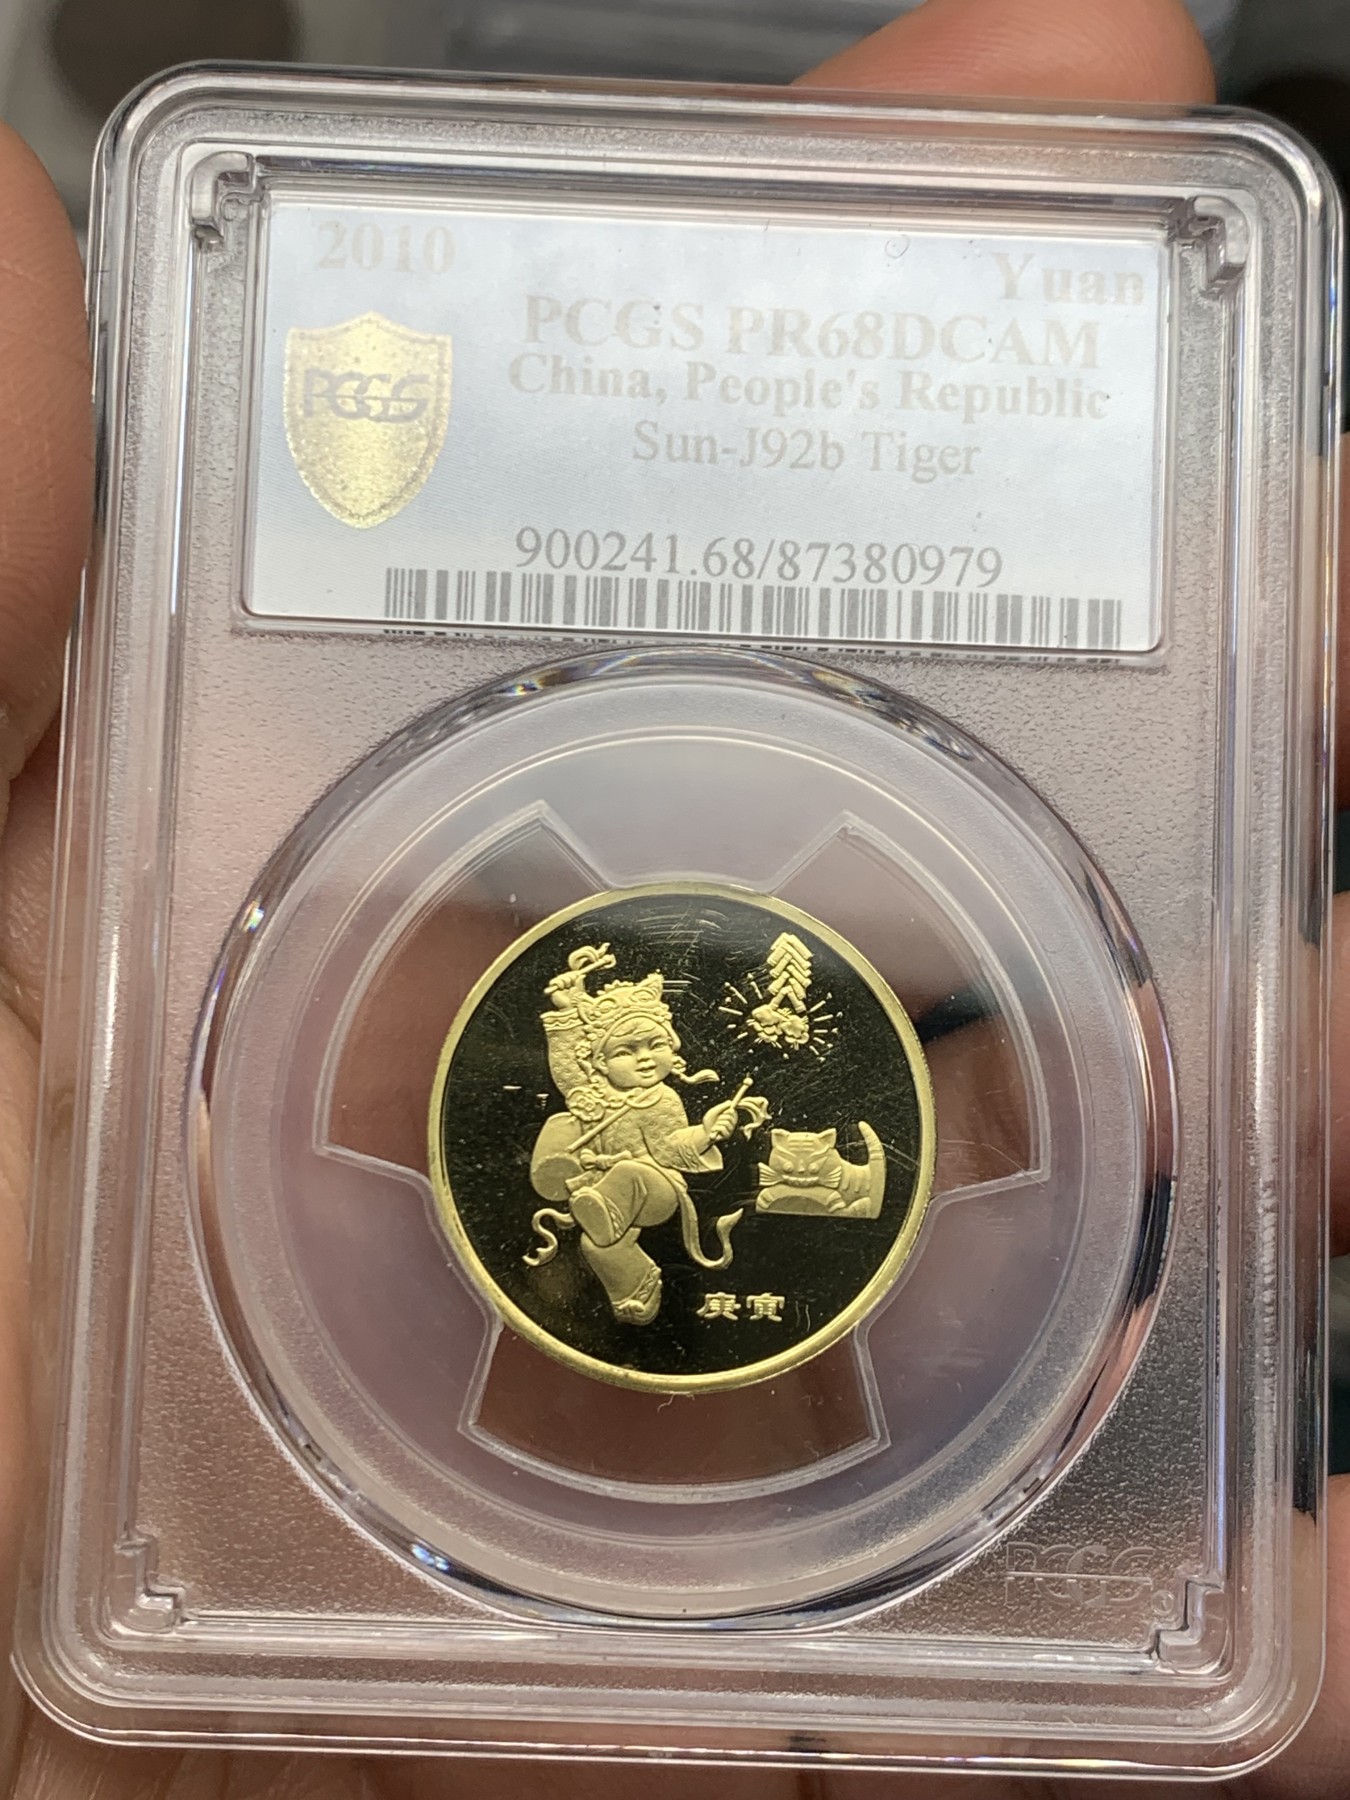 2010 Yuan
PCGS PR68DCAM
PCGS
China, People's Republic
Sun-J92b Tiger
900241.68/87380979
庚寅
PCGS